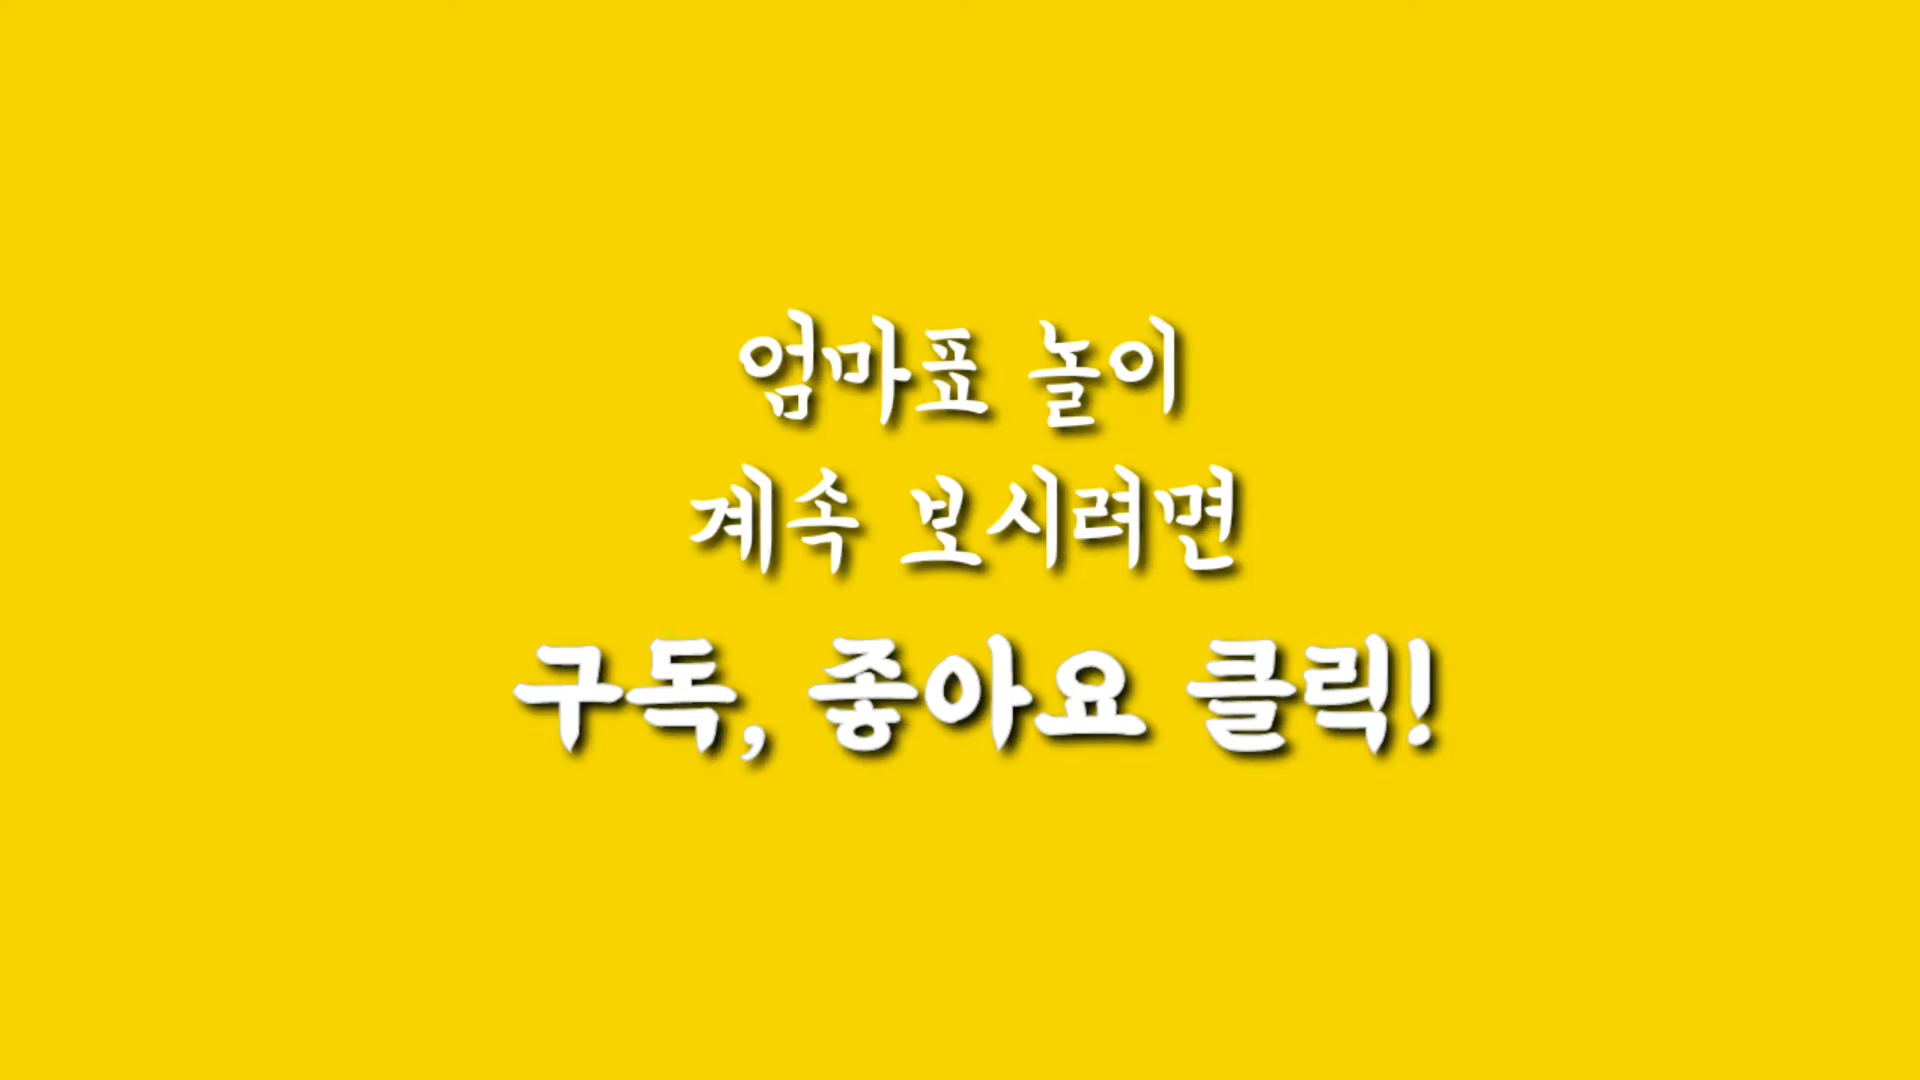 엄마표 놀이
계속 보시려면
구독, 좋아요 클릭!